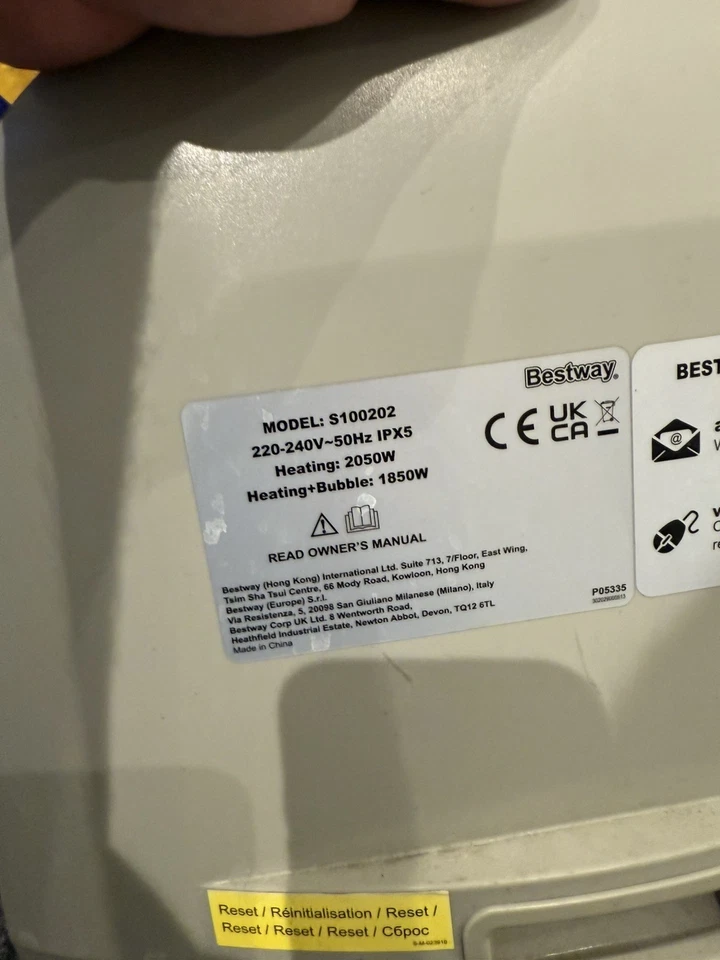 Bestway
MODEL: S100202
220-240V~50Hz IPX5
Heating: 2050W
Heating+Bubble: 1850W
CE UK CA
READ OWNER'S MANUAL
Bestway (Hong Kong) International Ltd. Suite 713, 7/Floor, East Wing,
Tsim Sha Tsui Centre, 66 Mody Road, Kowloon, Hong Kong
Bestway (Europe) S.r.l.
Via Resistenza, 5, 20098 San Giuliano Milanese (Milano), Italy
Bestway Corp UK Ltd. 8 Wentworth Road,
Heathfield Industrial Estate, Newton Abbot, Devon, TQ12 6TL
Made in China
P05335
BEST
@
Reset / Réinitialisation / Reset /
Reset / Reset / Reset / Сброс